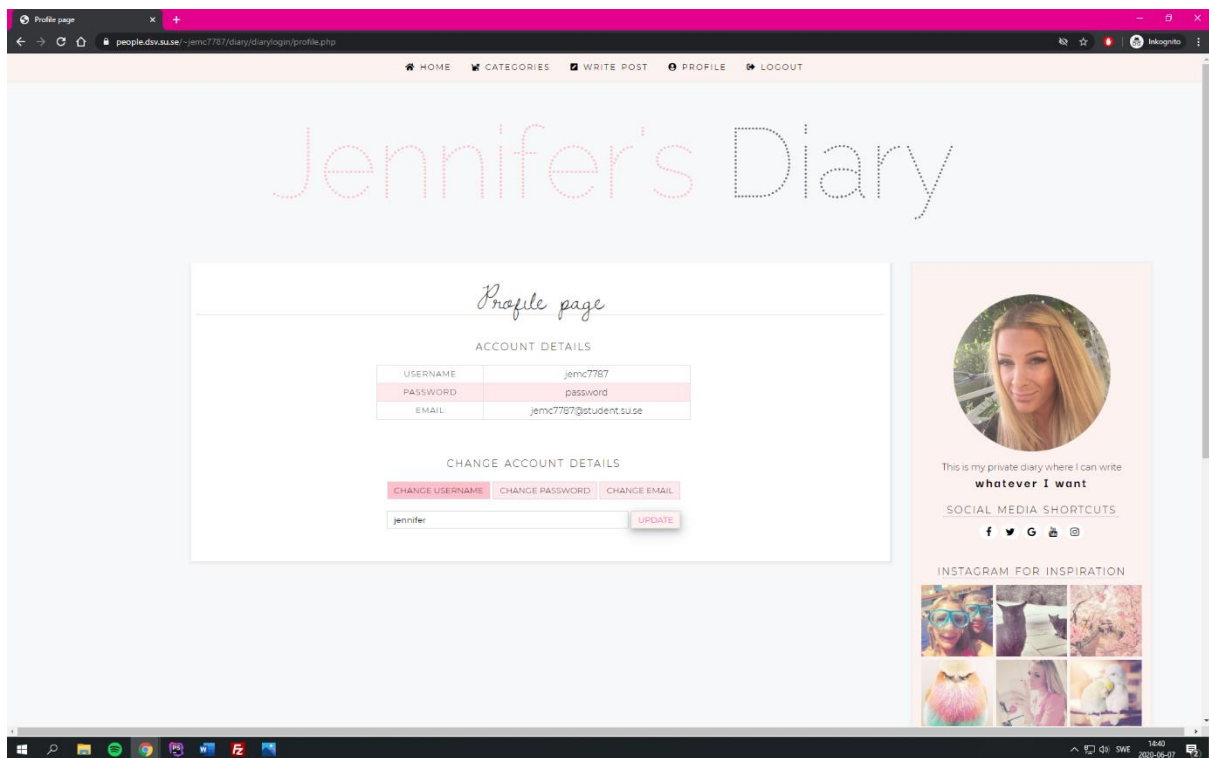 Profile page
people.dsv.su.se/~jemc7787/diary/diarylogin/profile.php
Inkognito
HOME CATEGORIES WRITE POST PROFILE LOGOUT
Jennifer's Diary
Profile page
ACCOUNT DETAILS
USERNAME jemc7787
PASSWORD password
EMAIL jemc7787@student.su.se
CHANGE ACCOUNT DETAILS
CHANGE USERNAME CHANGE PASSWORD CHANGE EMAIL
jennifer UPDATE
This is my private diary where I can write
whatever I want
SOCIAL MEDIA SHORTCUTS
INSTAGRAM FOR INSPIRATION
SWE 14:40
2020-06-07